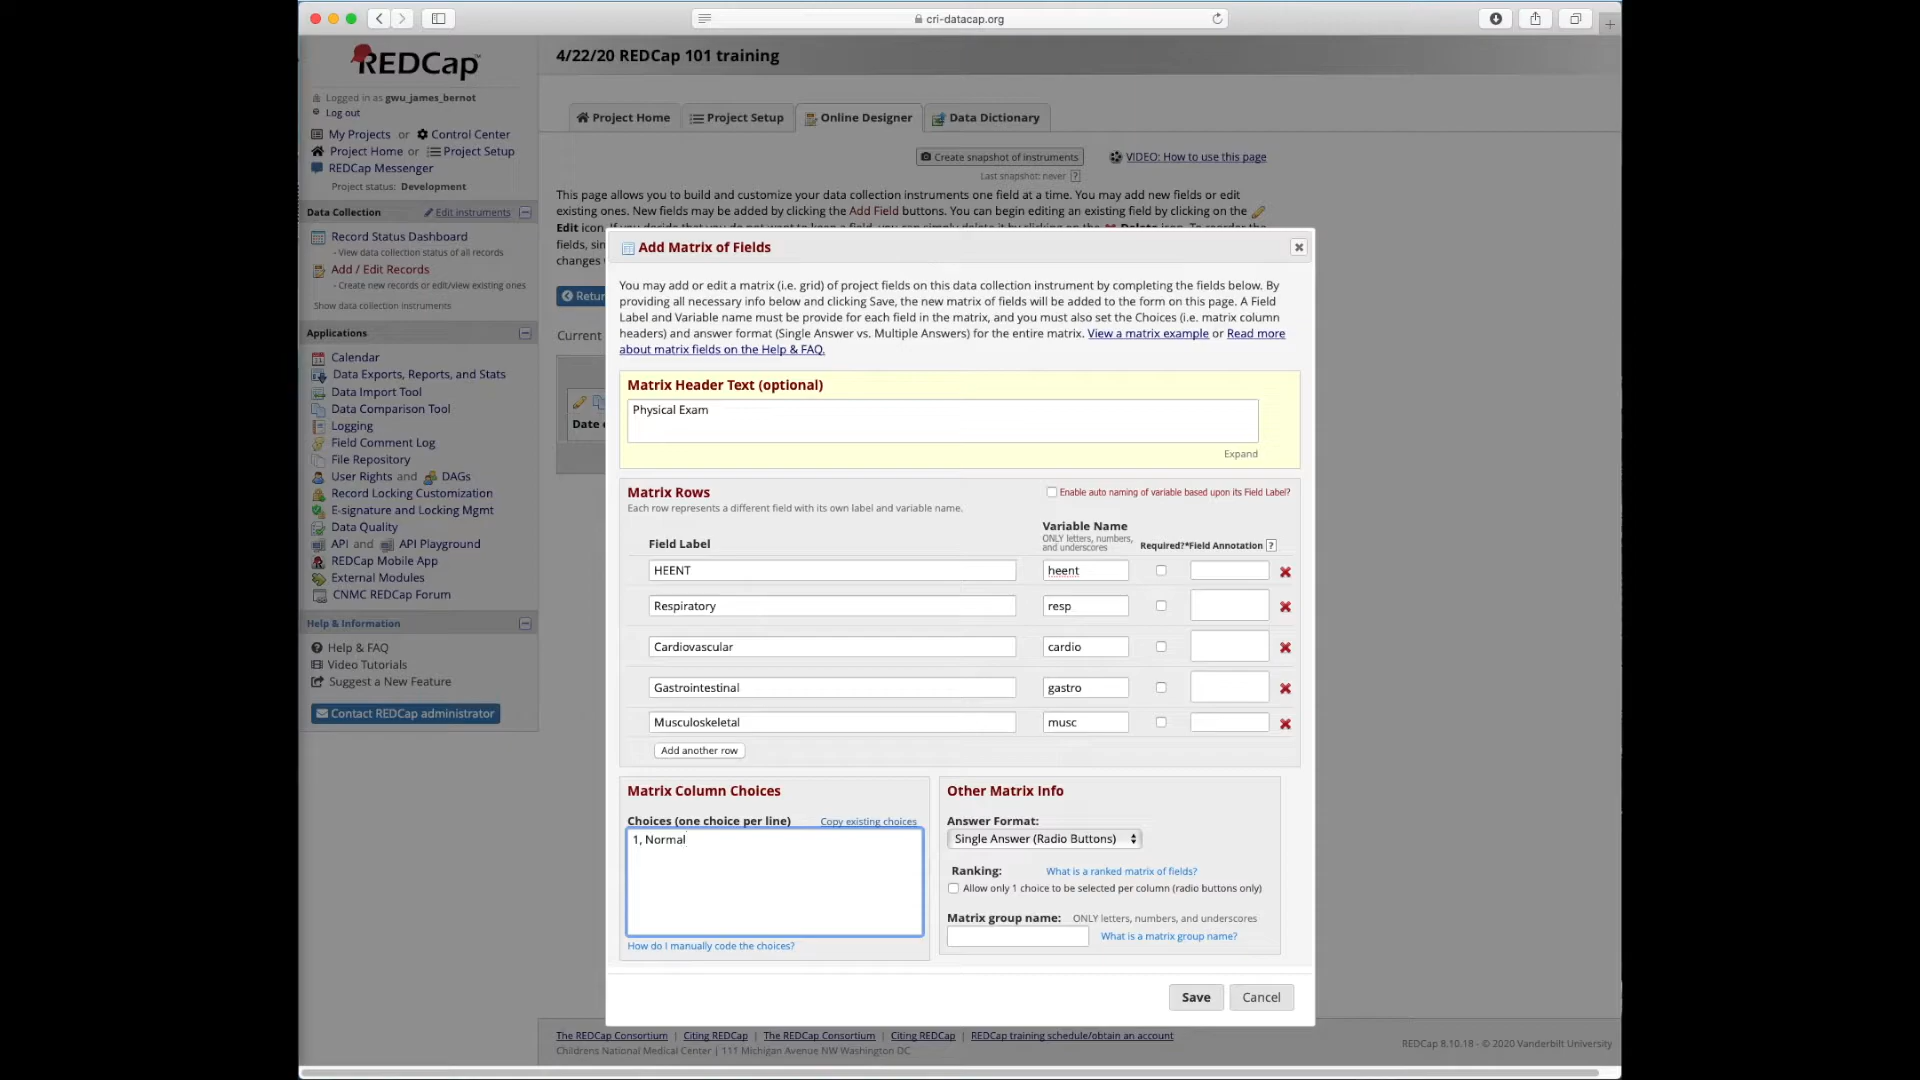 cri-datacap.org
REDCap
4/22/20 REDCap 101 training
Logged in as gwu_james_bernot
Log out
My Projects or Control Center
Project Home or Project Setup
REDCap Messenger
Project status: Development
Data Collection Edit instruments
Record Status Dashboard
- View data collection status of all records
Add / Edit Records
- Create new records or edit/view existing ones
Show data collection instruments
Applications
Calendar
Data Exports, Reports, and Stats
Data Import Tool
Data Comparison Tool
Logging
Field Comment Log
File Repository
User Rights and DAGs
Record Locking Customization
E-signature and Locking Mgmt
Data Quality
API and API Playground
REDCap Mobile App
External Modules
CNMC REDCap Forum
Help & Information
Help & FAQ
Video Tutorials
Suggest a New Feature
Contact REDCap administrator
Project Home Project Setup Online Designer Data Dictionary
Create snapshot of instruments VIDEO: How to use this page
Last snapshot: never ?
This page allows you to build and customize your data collection instruments one field at a time. You may add new fields or edit
existing ones. New fields may be added by clicking the Add Field buttons. You can begin editing an existing field by clicking on the
Edit icon.
fields,
changes
Current
Date
Add Matrix of Fields
You may add or edit a matrix (i.e. grid) of project fields on this data collection instrument by completing the fields below. By
providing all necessary info below and clicking Save, the new matrix of fields will be added to the form on this page. A Field
Label and Variable name must be provide for each field in the matrix, and you must also set the Choices (i.e. matrix column
headers) and answer format (Single Answer vs. Multiple Answers) for the entire matrix. View a matrix example or Read more
about matrix fields on the Help & FAQ.
Matrix Header Text (optional)
Physical Exam
Expand
Matrix Rows
Enable auto naming of variable based upon its Field Label?
Each row represents a different field with its own label and variable name.
Variable Name
Field Label ONLY letters, numbers, and underscores Required?* Field Annotation ?
HEENT heent
Respiratory resp
Cardiovascular cardio
Gastrointestinal gastro
Musculoskeletal musc
Add another row
Matrix Column Choices
Choices (one choice per line) Copy existing choices
1, Normal
How do I manually code the choices?
Other Matrix Info
Answer Format:
Single Answer (Radio Buttons)
Ranking: What is a ranked matrix of fields?
Allow only 1 choice to be selected per column (radio buttons only)
Matrix group name: ONLY letters, numbers, and underscores
What is a matrix group name?
Save Cancel
The REDCap Consortium | Citing REDCap | The REDCap Consortium | Citing REDCap | REDCap training schedule/obtain an account
Childrens National Medical Center | 111 Michigan Avenue NW Washington DC
REDCap 8.10.18 - © 2020 Vanderbilt University